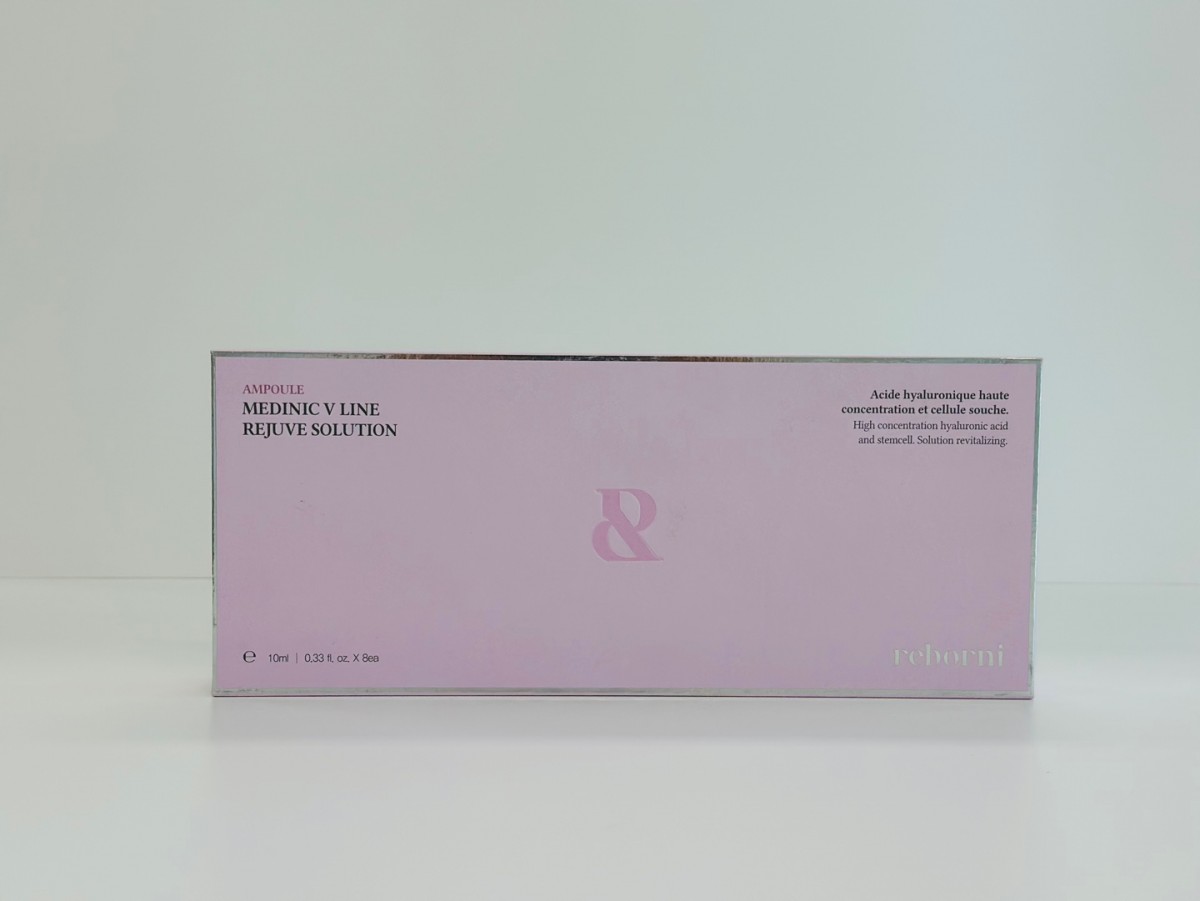 AMPOULE
MEDINIC V LINE
REJUVE SOLUTION
Acide hyaluronique haute
concentration et cellule souche.
High concentration hyaluronic acid
and stemcell. Solution revitalizing.
&
℮ 10ml | 0.33 fl. oz. X 8ea
reborni